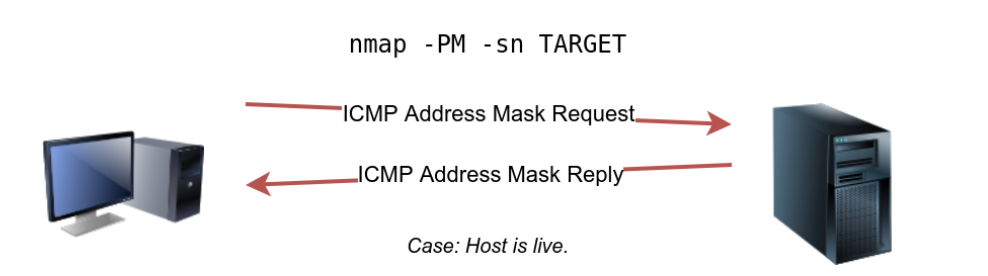 nmap -PM -sn TARGET
ICMP Address Mask Request
ICMP Address Mask Reply
Case: Host is live.